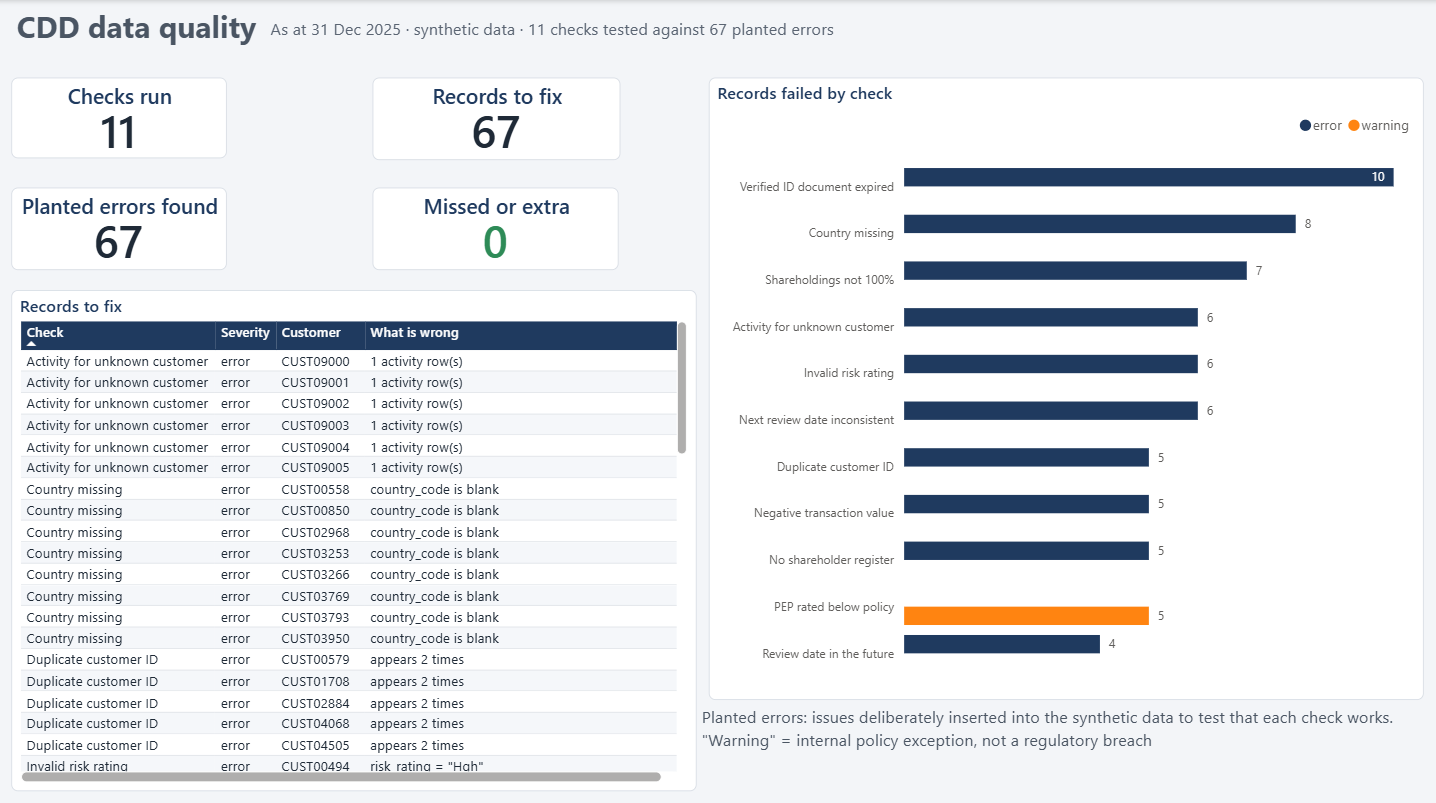 CDD data quality As at 31 Dec 2025 · synthetic data · 11 checks tested against 67 planted errors
Checks run
11
Records to fix
67
Planted errors found
67
Missed or extra
0
Records to fix
Check Severity Customer What is wrong
Activity for unknown customer error CUST09000 1 activity row(s)
Activity for unknown customer error CUST09001 1 activity row(s)
Activity for unknown customer error CUST09002 1 activity row(s)
Activity for unknown customer error CUST09003 1 activity row(s)
Activity for unknown customer error CUST09004 1 activity row(s)
Activity for unknown customer error CUST09005 1 activity row(s)
Country missing error CUST00558 country_code is blank
Country missing error CUST00850 country_code is blank
Country missing error CUST02968 country_code is blank
Country missing error CUST03253 country_code is blank
Country missing error CUST03266 country_code is blank
Country missing error CUST03769 country_code is blank
Country missing error CUST03793 country_code is blank
Country missing error CUST03950 country_code is blank
Duplicate customer ID error CUST00579 appears 2 times
Duplicate customer ID error CUST01708 appears 2 times
Duplicate customer ID error CUST02884 appears 2 times
Duplicate customer ID error CUST04068 appears 2 times
Duplicate customer ID error CUST04505 appears 2 times
Invalid risk rating error CUST00494 risk_rating = "Hgh"
Records failed by check
error warning
Verified ID document expired 10
Country missing 8
Shareholdings not 100% 7
Activity for unknown customer 6
Invalid risk rating 6
Next review date inconsistent 6
Duplicate customer ID 5
Negative transaction value 5
No shareholder register 5
PEP rated below policy 5
Review date in the future 4
Planted errors: issues deliberately inserted into the synthetic data to test that each check works.
"Warning" = internal policy exception, not a regulatory breach